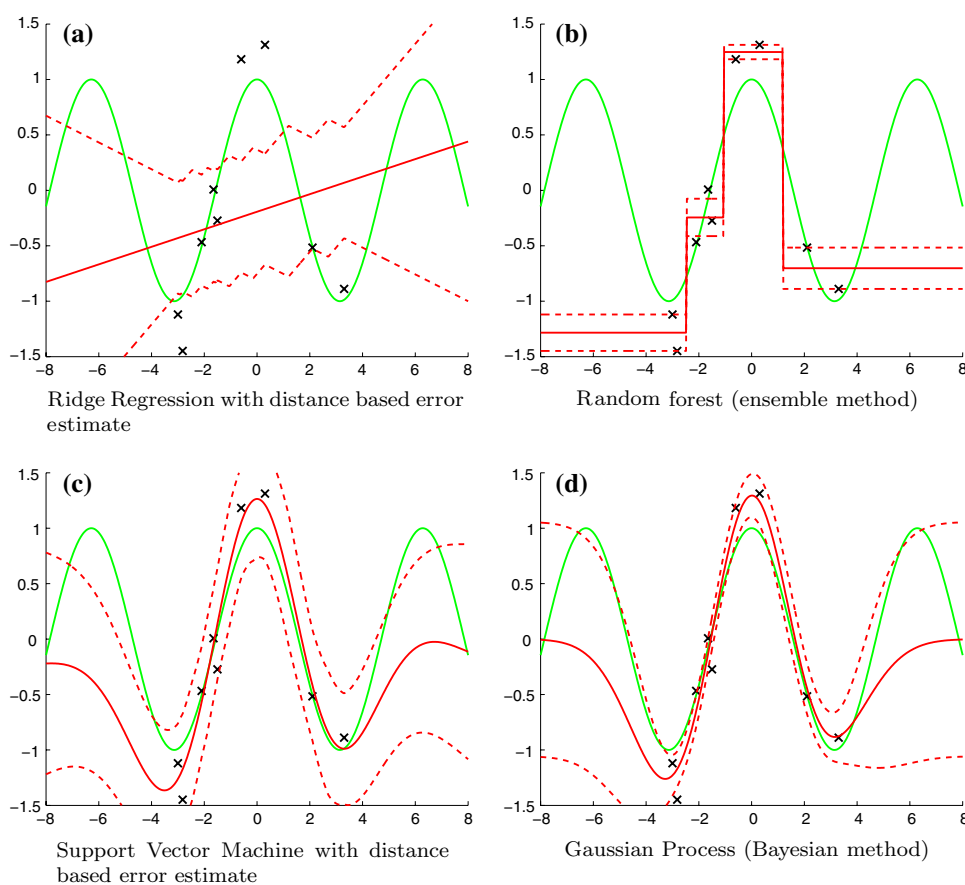 (a)
1.5
1
0.5
0
−0.5
−1
−1.5
−8 −6 −4 −2 0 2 4 6 8
Ridge Regression with distance based error
estimate
(b)
1.5
1
0.5
0
−0.5
−1
−1.5
−8 −6 −4 −2 0 2 4 6 8
Random forest (ensemble method)
(c)
1.5
1
0.5
0
−0.5
−1
−1.5
−8 −6 −4 −2 0 2 4 6 8
Support Vector Machine with distance
based error estimate
(d)
1.5
1
0.5
0
−0.5
−1
−1.5
−8 −6 −4 −2 0 2 4 6 8
Gaussian Process (Bayesian method)